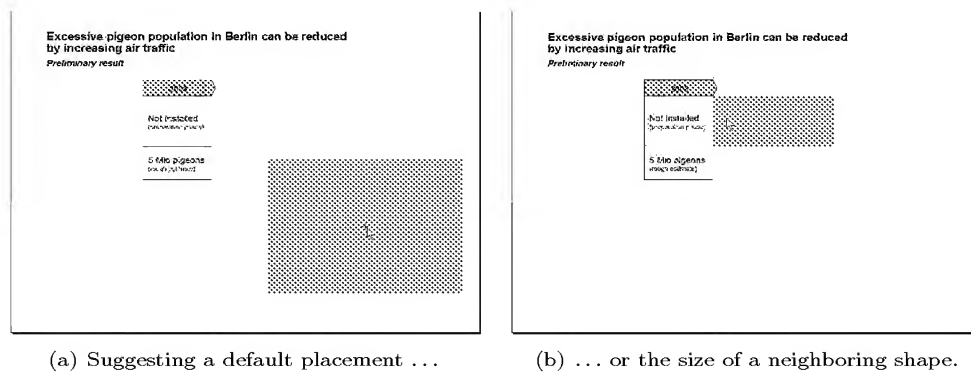 Excessive pigeon population in Berlin can be reduced
by increasing air traffic
Preliminary result
Not installed
5 Mio pigeons
Excessive pigeon population in Berlin can be reduced
by increasing air traffic
Preliminary result
Not installed
5 Mio pigeons
(rough estimate)
(a) Suggesting a default placement ...
(b) ... or the size of a neighboring shape.